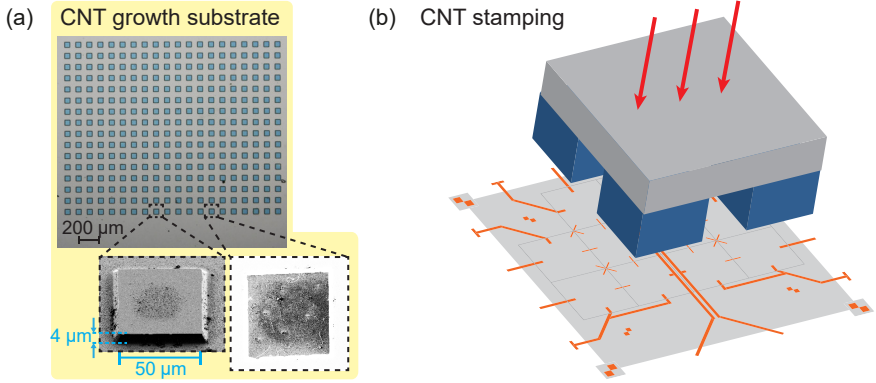 (a) CNT growth substrate
200 µm
4 µm
50 µm
(b) CNT stamping